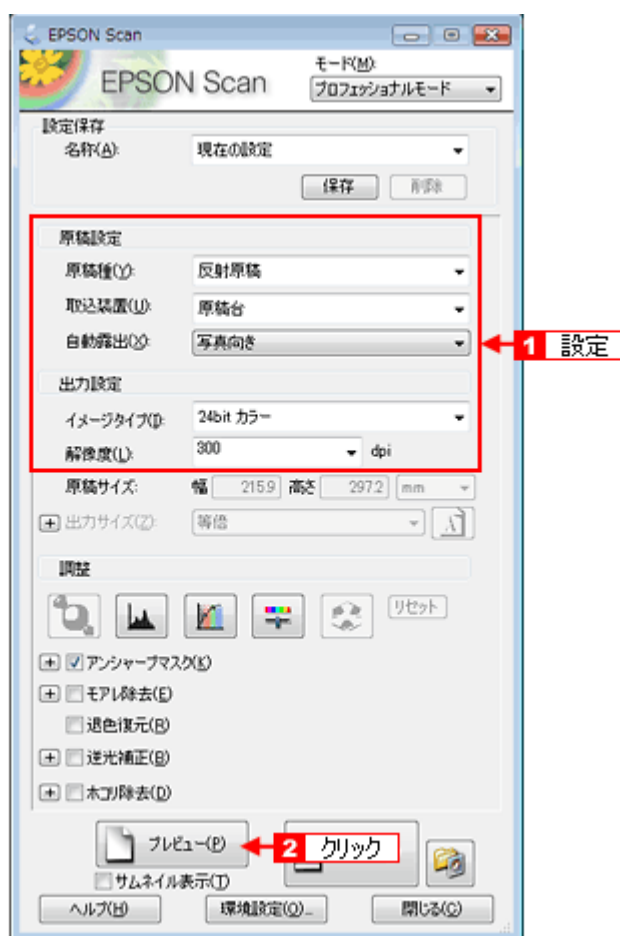 EPSON Scan
EPSON Scan
モード(M):
プロフェッショナルモード
設定保存
名称(A):
現在の設定
保存
削除
原稿設定
原稿種(Y):
反射原稿
取込装置(U):
原稿台
自動露出(X):
写真向き
1 設定
出力設定
イメージタイプ(I):
24bit カラー
解像度(L):
300
dpi
原稿サイズ:
幅
215.9
高さ
297.2
mm
出力サイズ(Z):
等倍
調整
リセット
アンシャープマスク(K)
モアレ除去(E)
退色復元(R)
逆光補正(B)
ホコリ除去(D)
プレビュー(P)
2 クリック
サムネイル表示(T)
ヘルプ(H)
環境設定(O)...
閉じる(C)